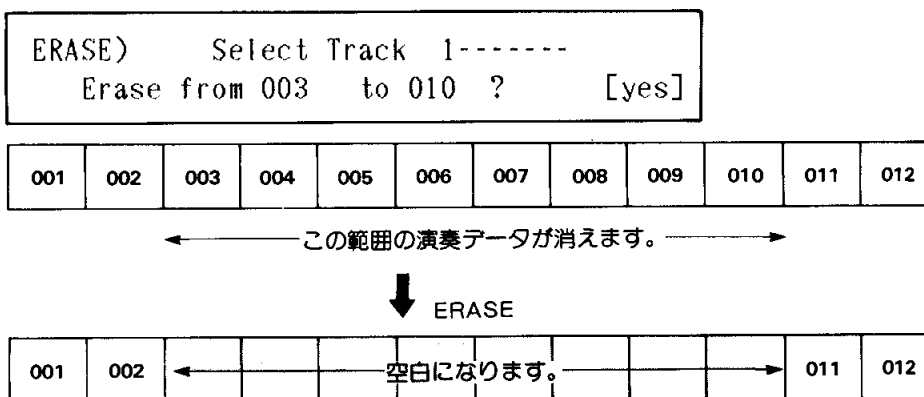 ERASE) Select Track 1-------
Erase from 003 to 010 ? [yes]
001 002 003 004 005 006 007 008 009 010 011 012
この範囲の演奏データが消えます。
ERASE
001 002 空白になります。 011 012